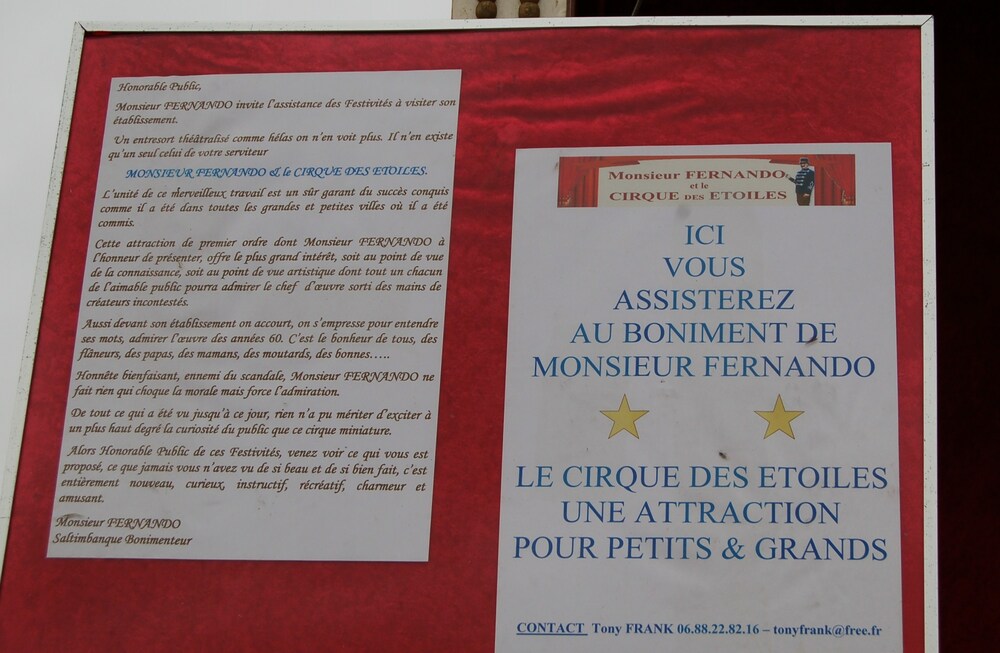 Honorable Public,
Monsieur FERNANDO invite l'assistance des Festivités à visiter son
établissement.
Un entresort théâtralisé comme hélas on n'en voit plus. Il n'en existe
qu'un seul celui de votre serviteur
MONSIEUR FERNANDO & le CIRQUE DES ETOILES.
L'unité de ce merveilleux travail est un sûr garant du succès conquis
comme il a été dans toutes les grandes et petites villes où il a été
commis.
Cette attraction de premier ordre dont Monsieur FERNANDO à
l'honneur de présenter, offre le plus grand intérêt, soit au point de vue
de la connaissance, soit au point de vue artistique dont tout un chacun
de l'aimable public pourra admirer le chef d'œuvre sorti des mains de
créateurs incontestés.
Aussi devant son établissement on accourt, on s'empresse pour entendre
ses mots, admirer l'œuvre des années 60. C'est le bonheur de tous, des
flâneurs, des papas, des mamans, des moutards, des bonnes.....
Honnête bienfaisant, ennemi du scandale, Monsieur FERNANDO ne
fait rien qui choque la morale mais force l'admiration.
De tout ce qui a été vu jusqu'à ce jour, rien n'a pu mériter d'exciter à
un plus haut degré la curiosité du public que ce cirque miniature.
Alors Honorable Public de ces Festivités, venez voir ce qui vous est
proposé, ce que jamais vous n'avez vu de si beau et de si bien fait, c'est
entièrement nouveau, curieux, instructif, récréatif, charmeur et
amusant.
Monsieur FERNANDO
Saltimbanque Bonimenteur
Monsieur FERNANDO
et le
CIRQUE DES ETOILES
ICI
VOUS
ASSISTEREZ
AU BONIMENT DE
MONSIEUR FERNANDO
LE CIRQUE DES ETOILES
UNE ATTRACTION
POUR PETITS & GRANDS
CONTACT Tony FRANK 06.88.22.82.16 – tonyfrank@free.fr